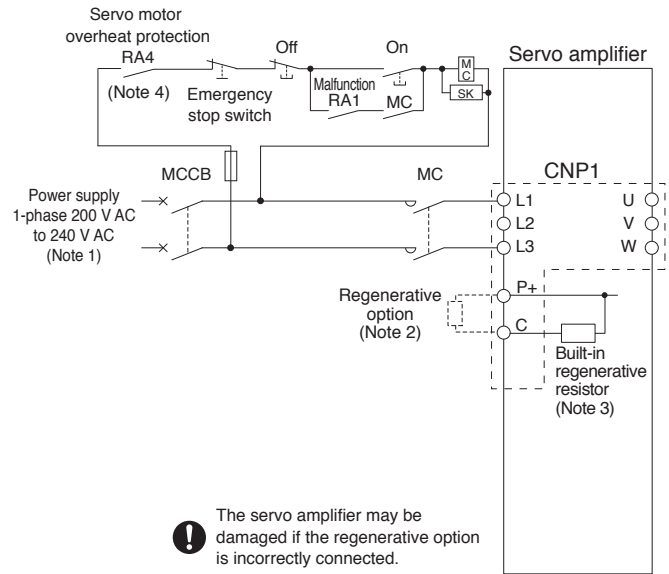 Servo motor
overheat protection
RA4
(Note 4)
Emergency
stop switch
Off
On
Malfunction
RA1
MC
M
C
SK
Servo amplifier
MCCB
MC
CNP1
Power supply
1-phase 200 V AC
to 240 V AC
(Note 1)
L1
L2
L3
U
V
W
Regenerative
option
(Note 2)
P+
C
Built-in
regenerative
resistor
(Note 3)
The servo amplifier may be
damaged if the regenerative option
is incorrectly connected.